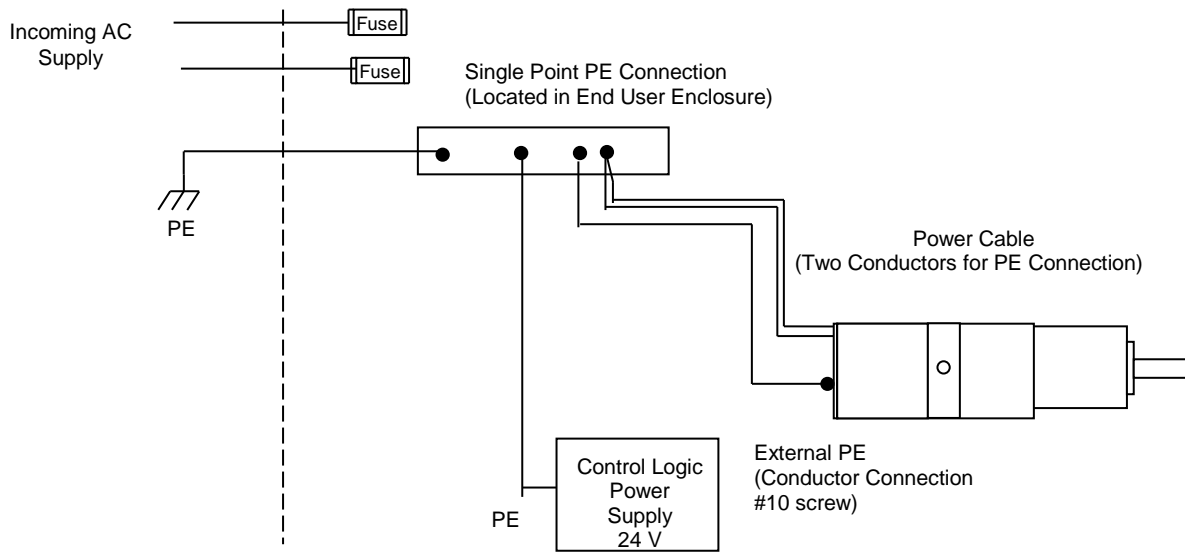 Incoming AC
Supply
Fuse
Fuse
Single Point PE Connection
(Located in End User Enclosure)
PE
Power Cable
(Two Conductors for PE Connection)
External PE
(Conductor Connection
#10 screw)
Control Logic
Power
Supply
24 V
PE